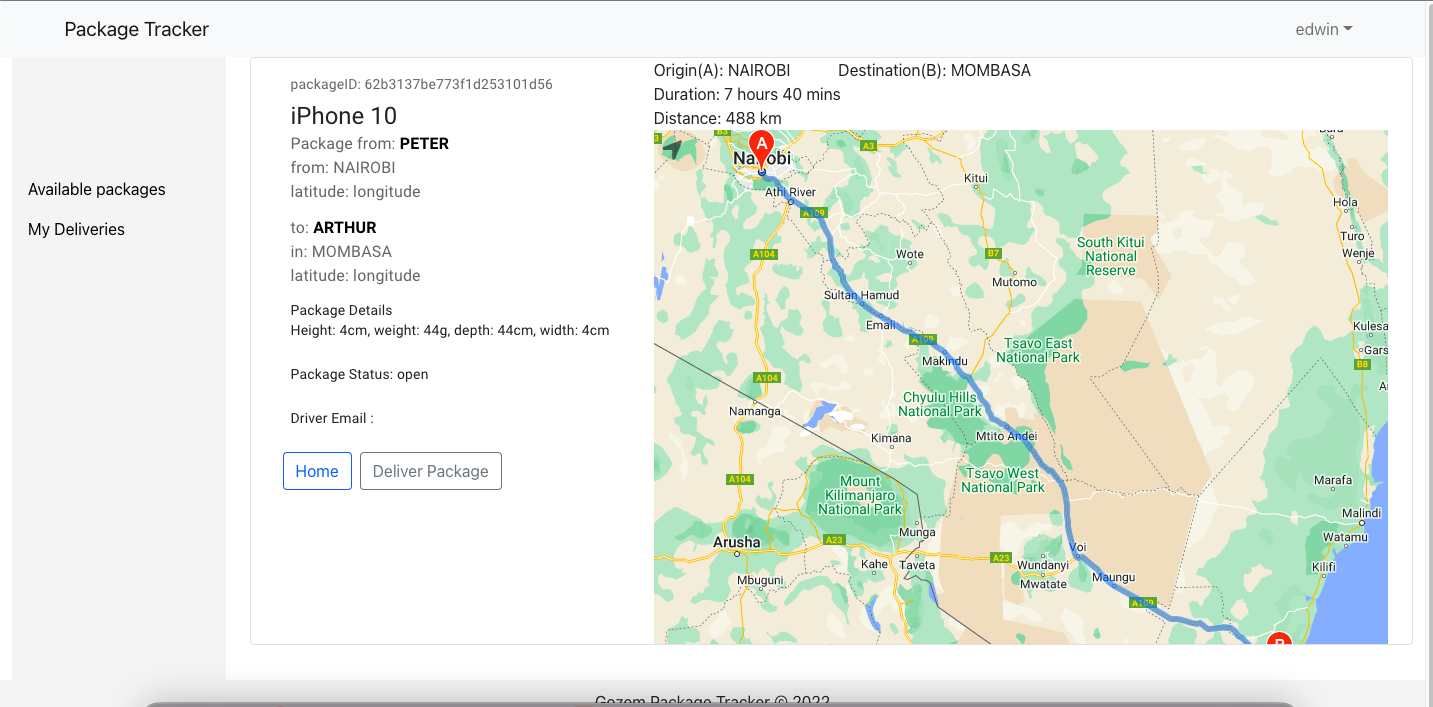 Package Tracker
edwin
Available packages
My Deliveries
packageID: 62b3137be773f1d253101d56
iPhone 10
Package from: PETER
from: NAIROBI
latitude: longitude
to: ARTHUR
in: MOMBASA
latitude: longitude
Package Details
Height: 4cm, weight: 44g, depth: 44cm, width: 4cm
Package Status: open
Driver Email :
Home
Deliver Package
Origin(A): NAIROBI
Destination(B): MOMBASA
Duration: 7 hours 40 mins
Distance: 488 km
B3
A3
A
Kitui
Athi River
A109
Hola
South Kitui
National
Reserve
Turo
A104
Wote
B7
Wenje
Mutomo
Sultan Hamud
Emali
A109
Kulesa
Tsavo East
National Park
Makindu
B8
A104
Chyulu Hills
National Park
Namanga
Kimana
Mtito Andei
Tsavo West
National Park
A104
Mount
Kilimanjaro
National Park
Marafa
Malindi
Munga
Arusha
A23
Watamu
Voi
A23
Kahe
Taveta
Wundanyi
Kilifi
Mbuguni
Mwatate
Maungu
A109
B
Gozem Package Tracker © 2022